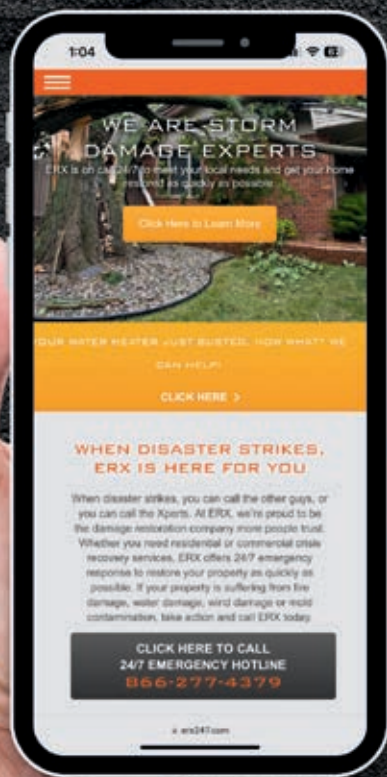 1:04
WE ARE STORM
DAMAGE EXPERTS
ERX is on call 24/7 to meet your local needs and get your home
restored as quickly as possible
Click Here to Learn More
OUR WATER HEATER JUST BUSTED, NOW WHAT? WE
CAN HELP!
CLICK HERE >
WHEN DISASTER STRIKES,
ERX IS HERE FOR YOU
When disaster strikes, you can call the other guys, or
you can call the Xperts. At ERX, we're proud to be
the damage restoration company more people trust.
Whether you need residential or commercial crisis
recovery services, ERX offers 24/7 emergency
response to restore your property as quickly as
possible. If your property is suffering from fire
damage, water damage, wind damage or mold
contamination, take action and call ERX today.
CLICK HERE TO CALL
24/7 EMERGENCY HOTLINE
866-277-4379
erx247.com